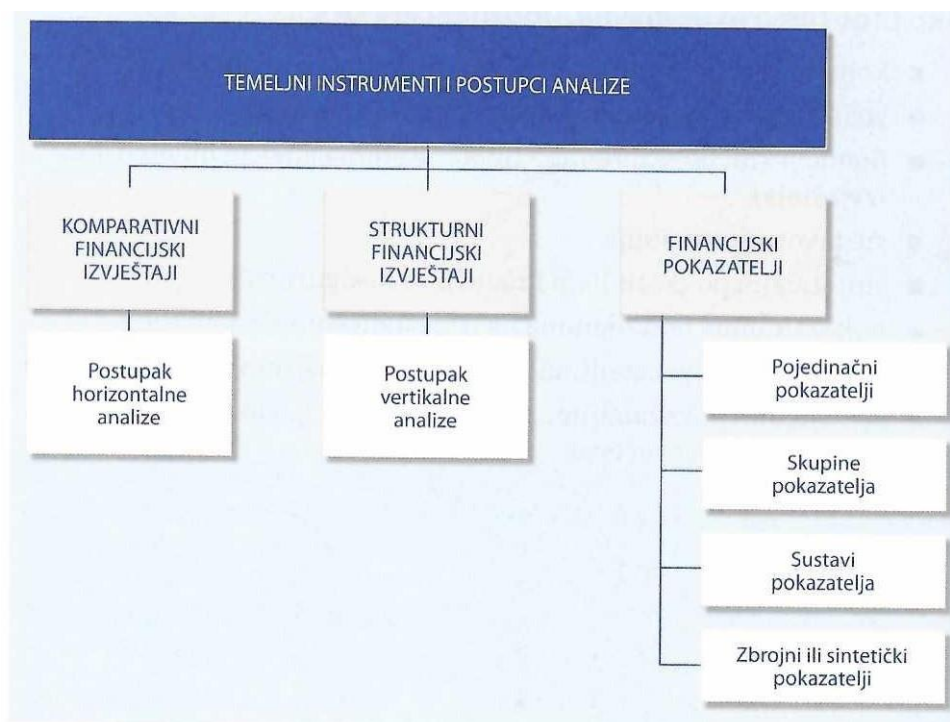 TEMELJNI INSTRUMENTI I POSTUPCI ANALIZE
KOMPARATIVNI
FINANCIJSKI
IZVJEŠTAJI
STRUKTURNI
FINANCIJSKI
IZVJEŠTAJI
FINANCIJSKI
POKAZATELJI
Postupak
horizontalne
analize
Postupak
vertikalne
analize
Pojedinačni
pokazatelji
Skupine
pokazatelja
Sustavi
pokazatelja
Zbrojni ili sintetički
pokazatelji